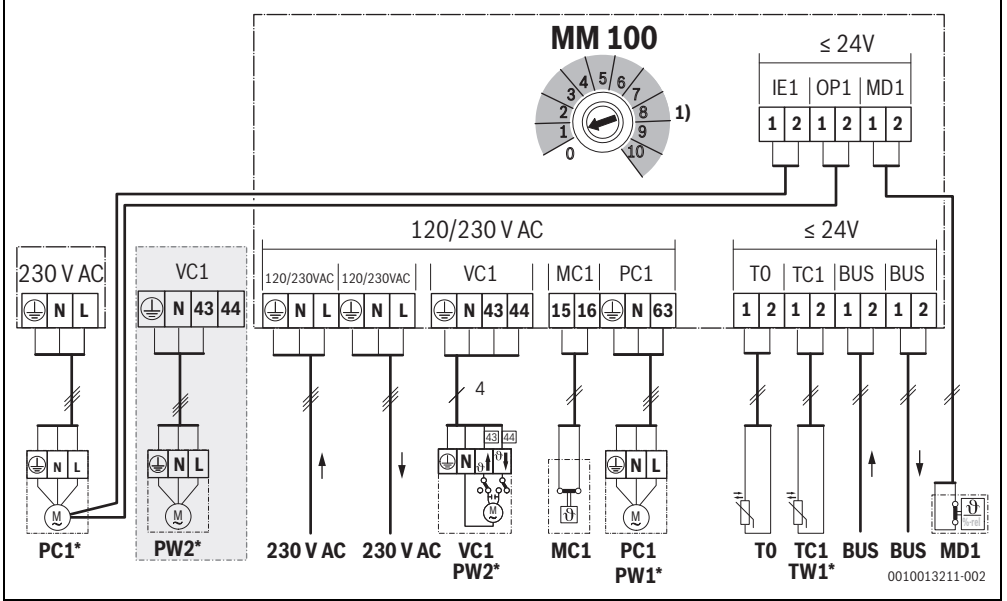 MM 100
≤ 24V
IE1 OP1 MD1
1 2 1 2 1 2
0 1 2 3 4 5 6 7 8 9 10
1)
120/230 V AC
≤ 24V
230 V AC
VC1
120/230VAC 120/230VAC VC1 MC1 PC1
T0 TC1 BUS BUS
N L
N 43 44
N L N L N 43 44 15 16 N 63
1 2 1 2 1 2 1 2
4
43 44
N L
N L
N ϑ ϑ
N L
M ~
M ~
M ~
ϑ
M ~
ϑ
%-rel
PC1*
PW2*
230 V AC
230 V AC
VC1
PW2*
MC1
PC1
PW1*
T0
TC1
TW1*
BUS
BUS
MD1
0010013211-002